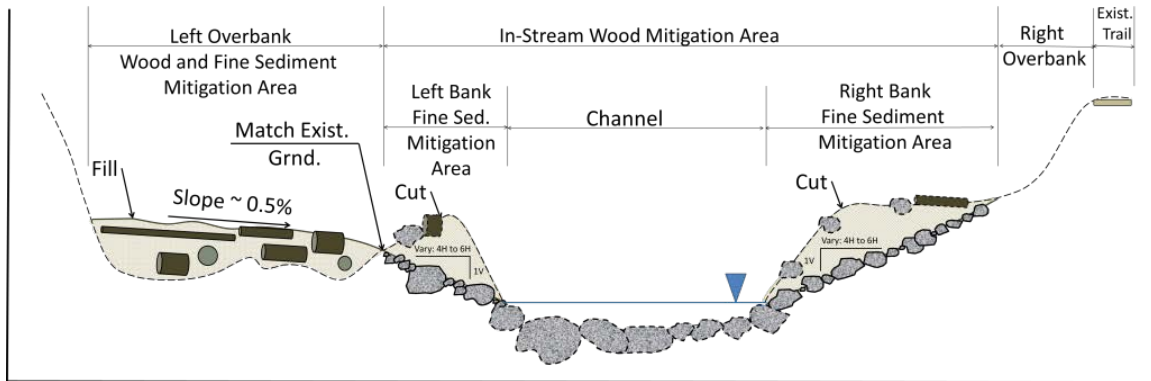 Left Overbank
Wood and Fine Sediment
Mitigation Area
In-Stream Wood Mitigation Area
Right
Overbank
Exist.
Trail
Left Bank
Fine Sed.
Mitigation
Area
Channel
Right Bank
Fine Sediment
Mitigation Area
Match Exist.
Grnd.
Fill
Slope ~ 0.5%
Cut
Vary: 4H to 6H
1V
Cut
Vary: 4H to 6H
1V